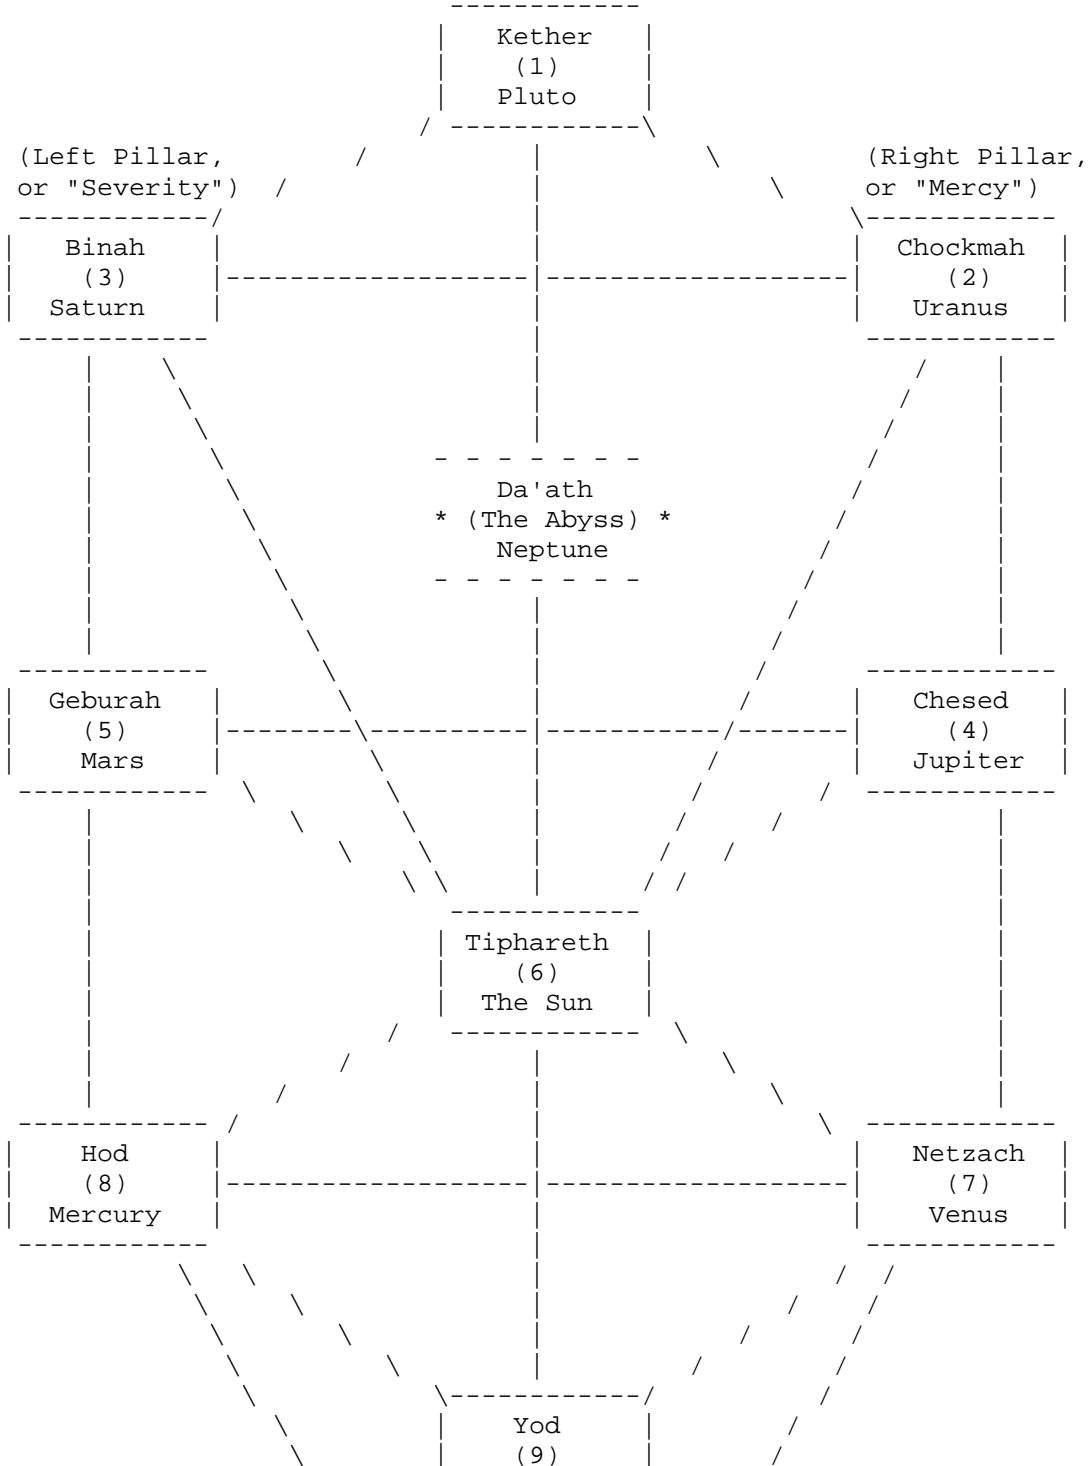 Kether
(1)
Pluto
(Left Pillar,
or "Severity")
(Right Pillar,
or "Mercy")
Binah
(3)
Saturn
Chockmah
(2)
Uranus
Da'ath
* (The Abyss) *
Neptune
Geburah
(5)
Mars
Chesed
(4)
Jupiter
Tiphareth
(6)
The Sun
Hod
(8)
Mercury
Netzach
(7)
Venus
Yod
(9)